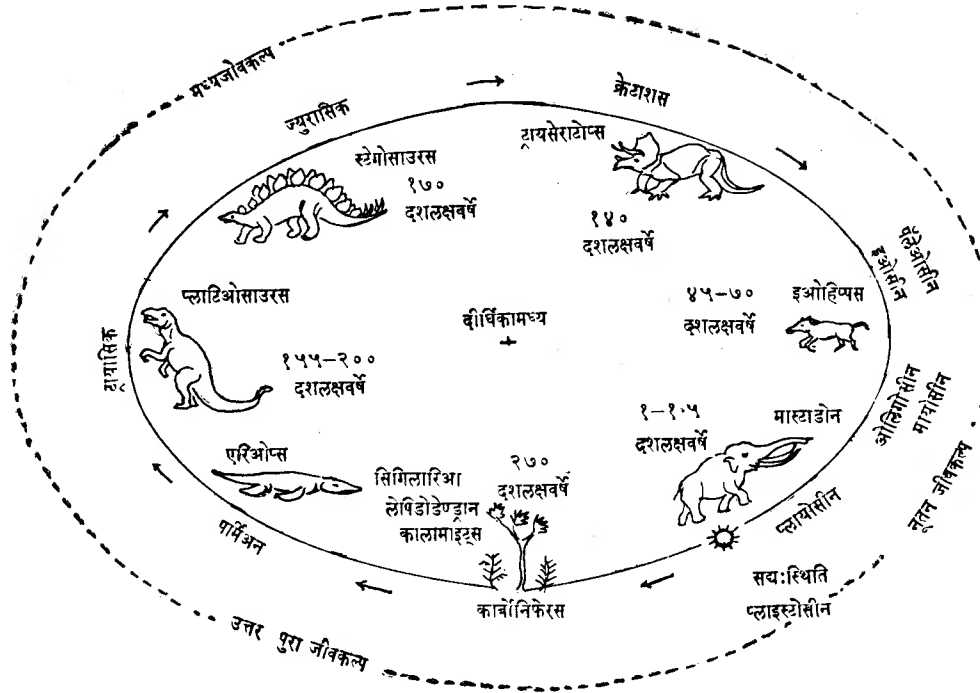 मध्यजीवकल्प
ज्युरासिक
क्रेटाशस
स्टेगोसाउरस
१७०
दशलक्षवर्षे
ट्रायसेराटोप्स
१४०
दशलक्षवर्षे
पॅलेओसीन
इओसीन
प्लाटिओसाउरस
दीर्घिकामध्य
४५-७०
दशलक्षवर्षे
इओहिप्पस
ट्रायासिक
१५५-२००
दशलक्षवर्षे
ओलिगोसीन
मायोसीन
१-१·५
दशलक्षवर्षे
मास्टाडोन
एरिओप्स
सिगिलारिआ
लेपिडोडेण्ड्रान
कालामाइट्स
२७०
दशलक्षवर्षे
प्लायोसीन
नूतन जीवकल्प
पार्मिअन
सद्य:स्थिति
प्लाइस्टोसीन
कार्बोनिफेरस
उत्तर पुरा जीवकल्प